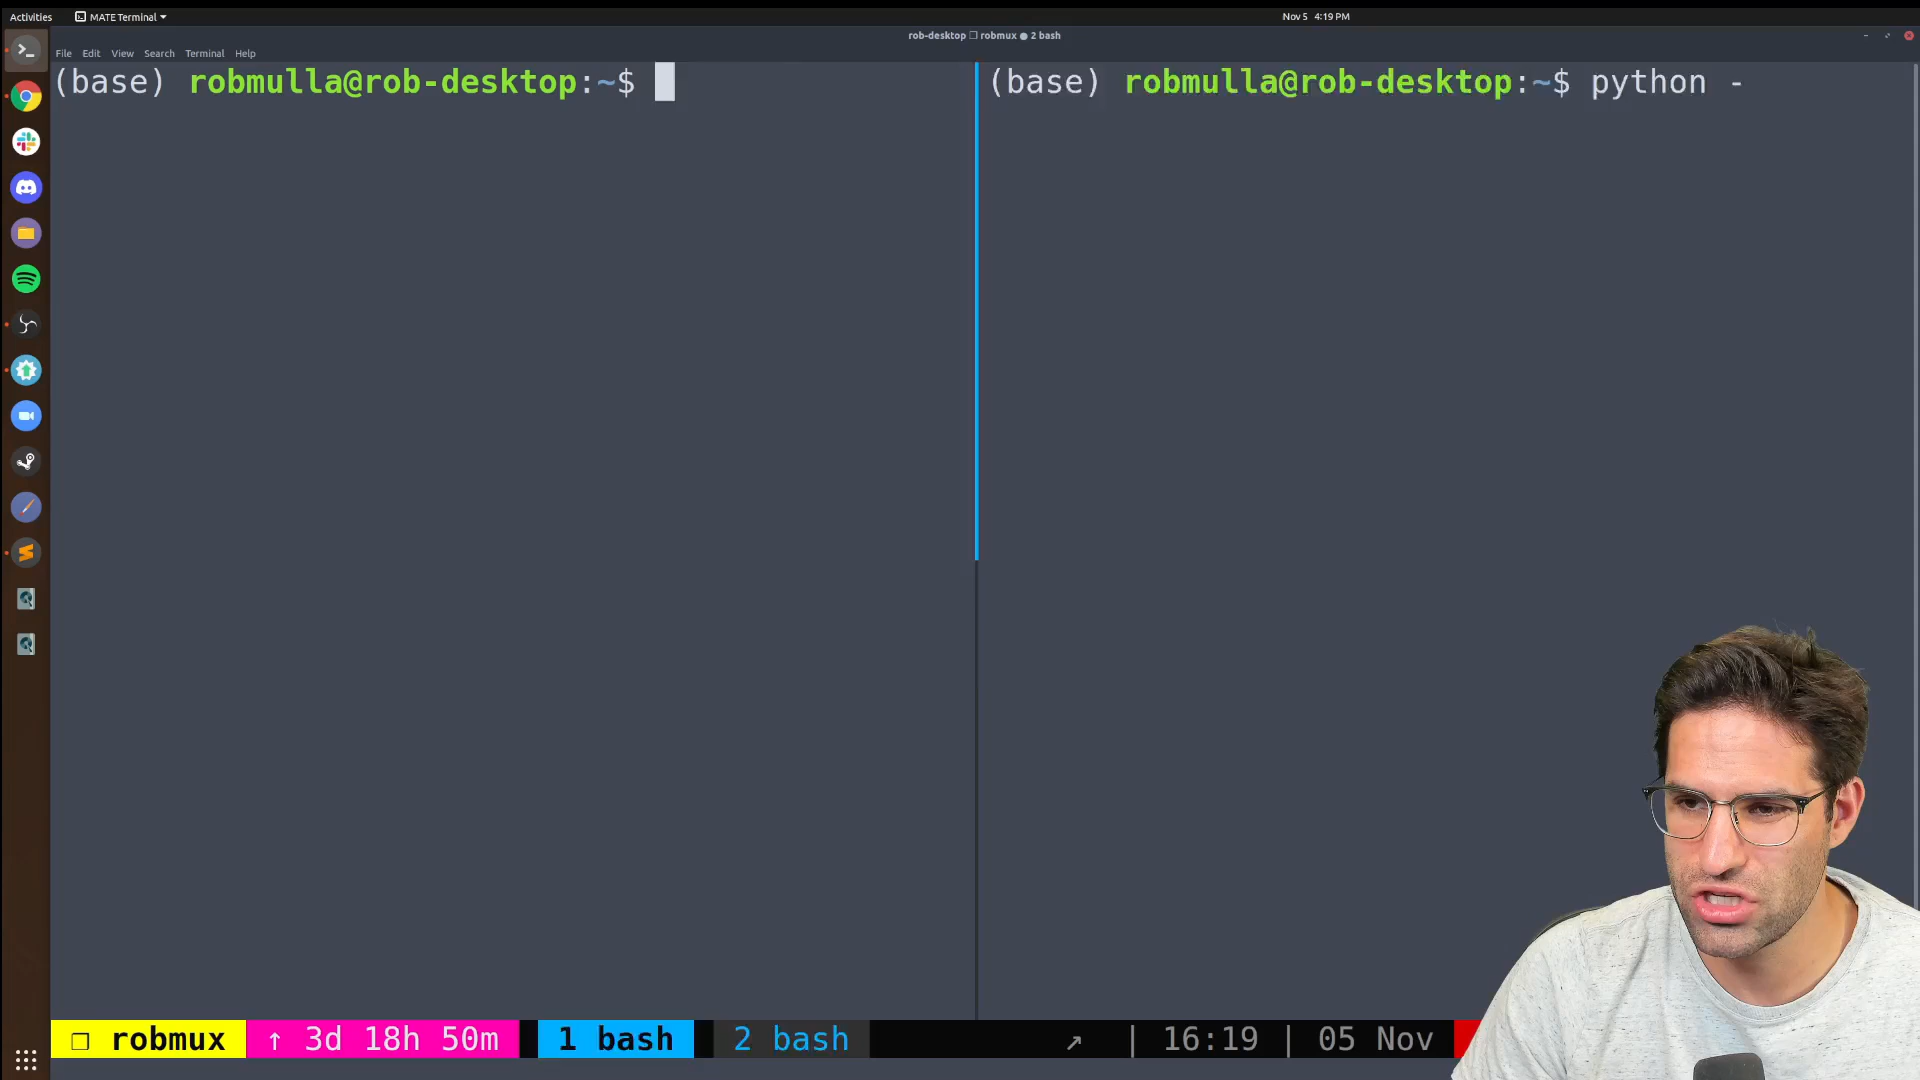 Activities MATE Terminal Nov 5 4:19 PM
rob-desktop ❐ robmux ● 2 bash
File Edit View Search Terminal Help
(base) robmulla@rob-desktop:~$
(base) robmulla@rob-desktop:~$ python -
❐ robmux ↑ 3d 18h 50m 1 bash 2 bash ↗ | 16:19 | 05 Nov